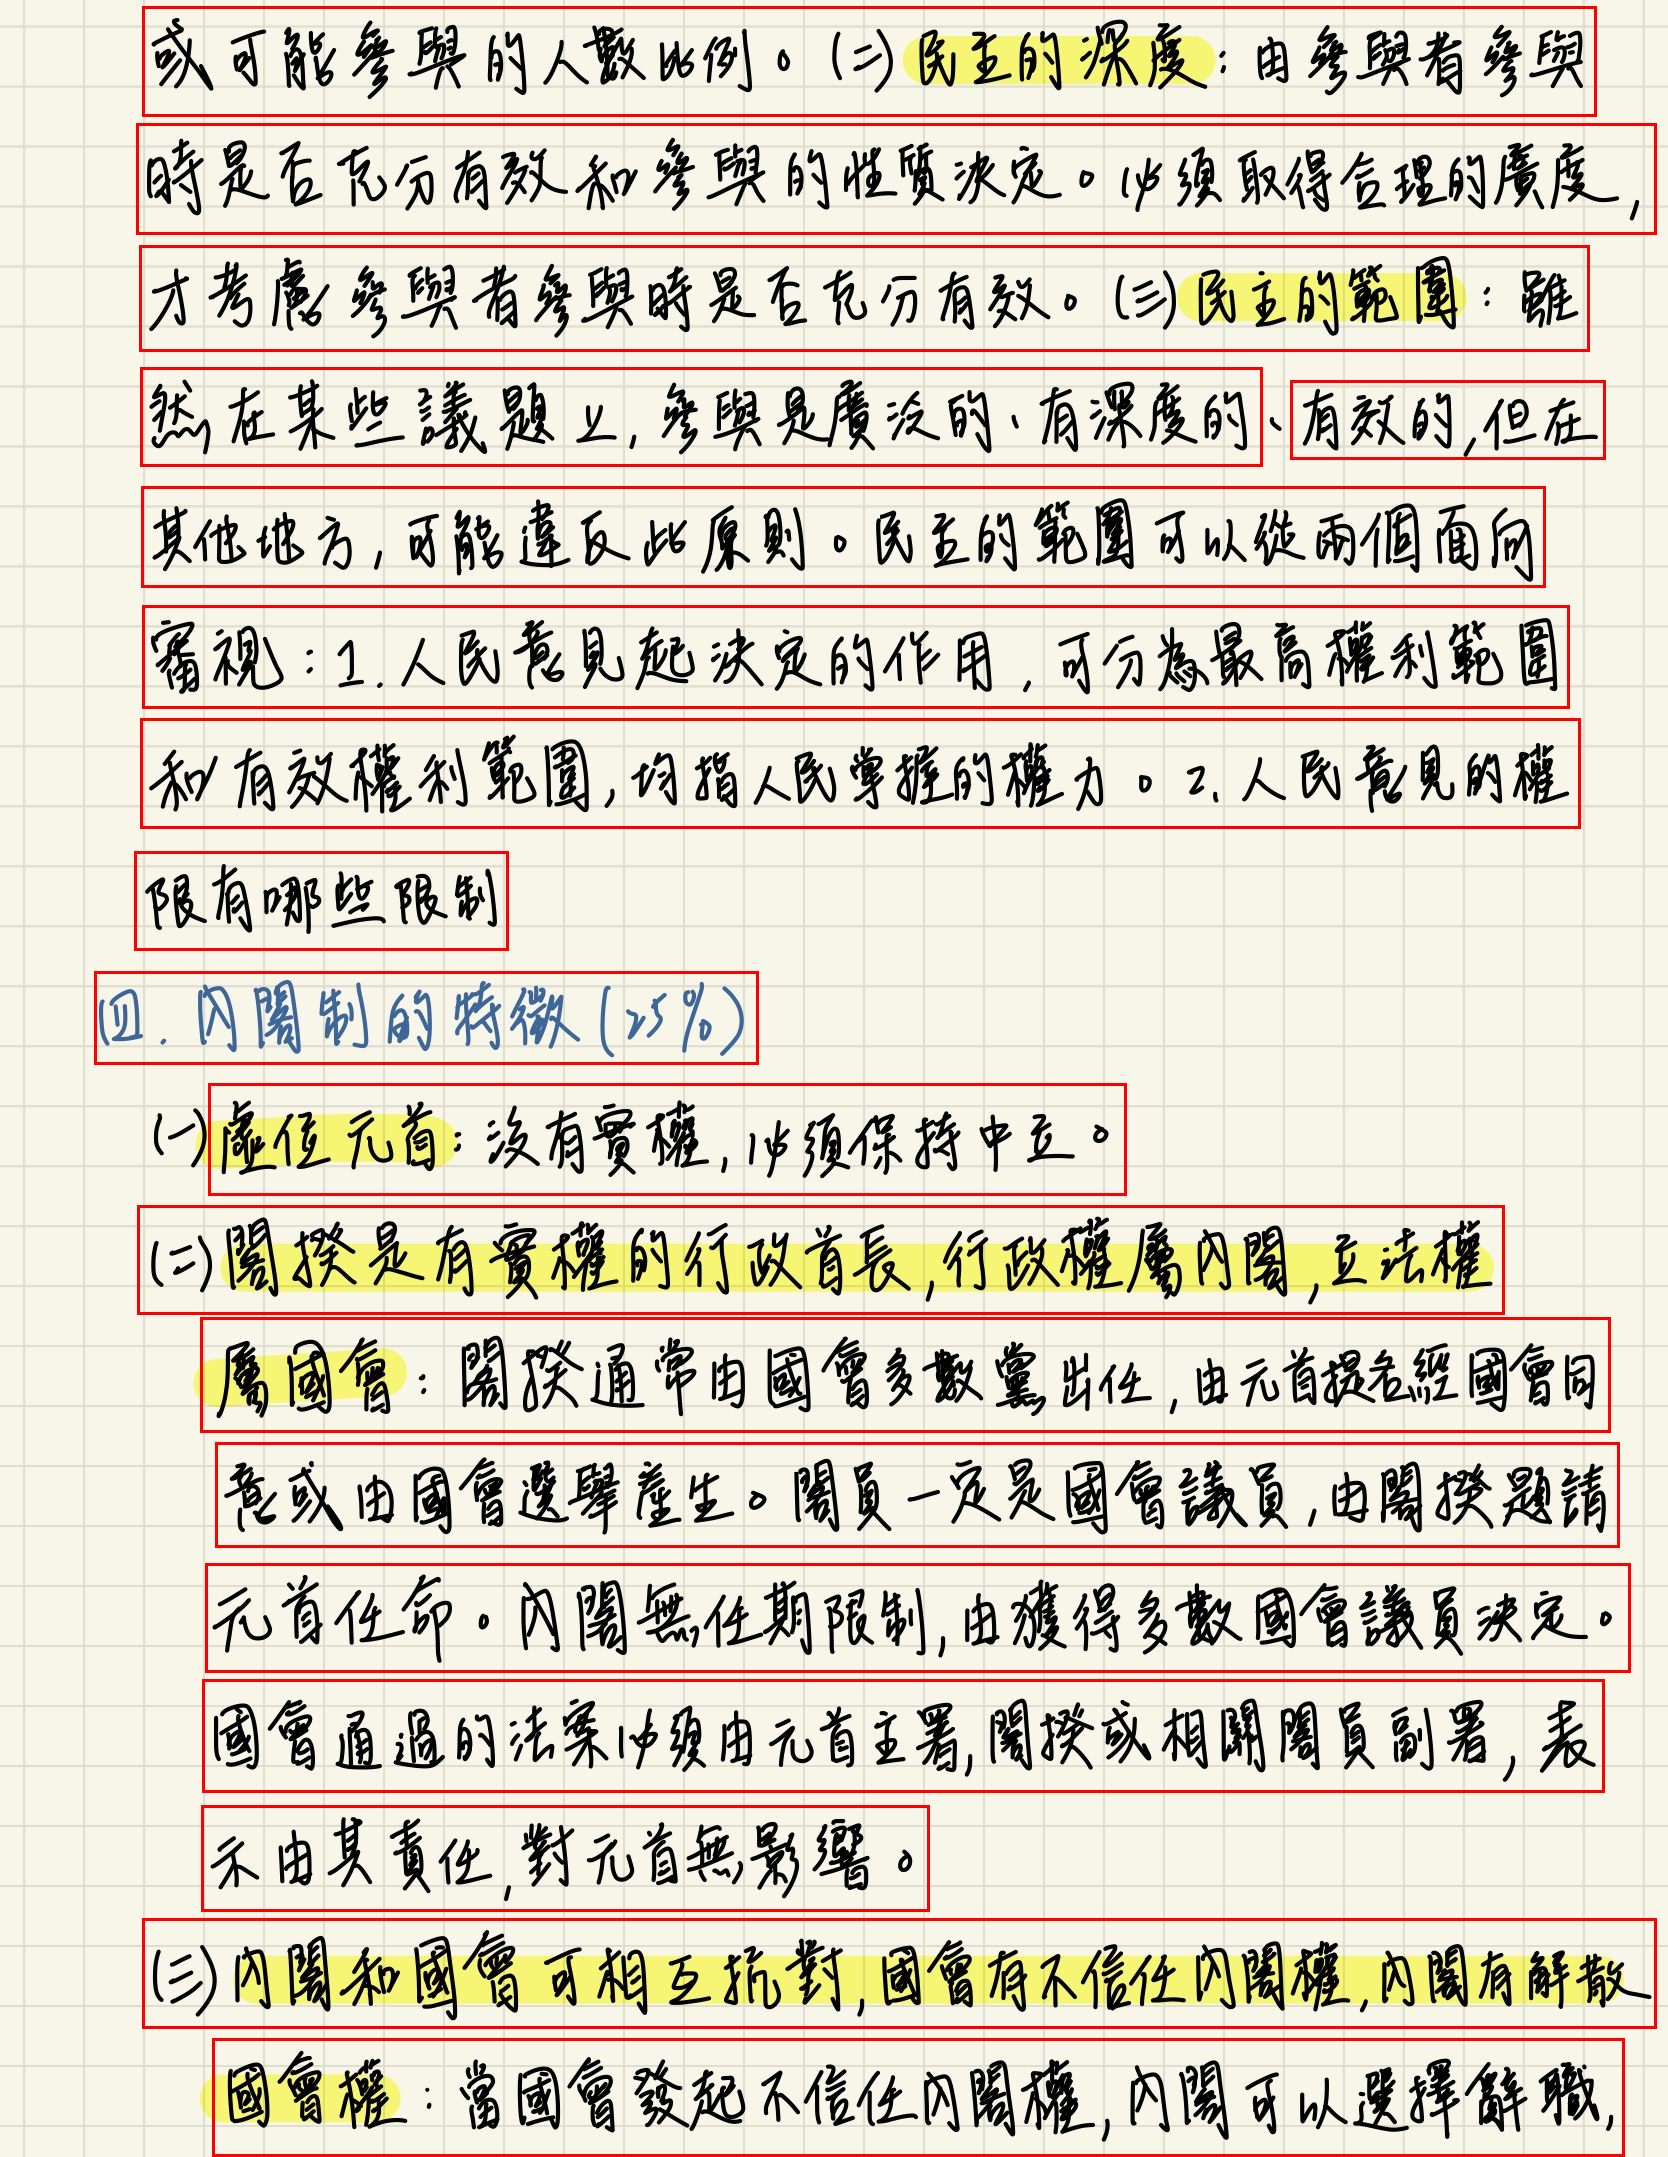 或可能參與的人數比例。(二)民主的深度：由參與者參與
時是否充分有效和參與的性質決定。必須取得合理的廣度，
才考慮參與者參與時是否充分有效。(三)民主的範圍：雖
然在某些議題上，參與是廣泛的、有深度的、有效的，但在
其他地方，可能違反此原則。民主的範圍可以從兩個面向
審視：1.人民意見起決定的作用，可分為最高權利範圍
和有效權利範圍，均指人民掌握的權力。2.人民意見的權
限有哪些限制
四.內閣制的特徵(25%)
(一)虛位元首：沒有實權，必須保持中立。
(二)閣揆是有實權的行政首長，行政權屬內閣，立法權
屬國會：閣揆通常由國會多數黨出任，由元首提名經國會同
意或由國會選舉產生。閣員一定是國會議員，由閣揆題請
元首任命。內閣無任期限制，由獲得多數國會議員決定。
國會通過的法案必須由元首主署，閣揆或相關閣員副署，表
示由其責任，對元首無影響。
(三)內閣和國會可相互抗對，國會有不信任內閣權，內閣有解散
國會權：當國會發起不信任內閣權，內閣可以選擇辭職，